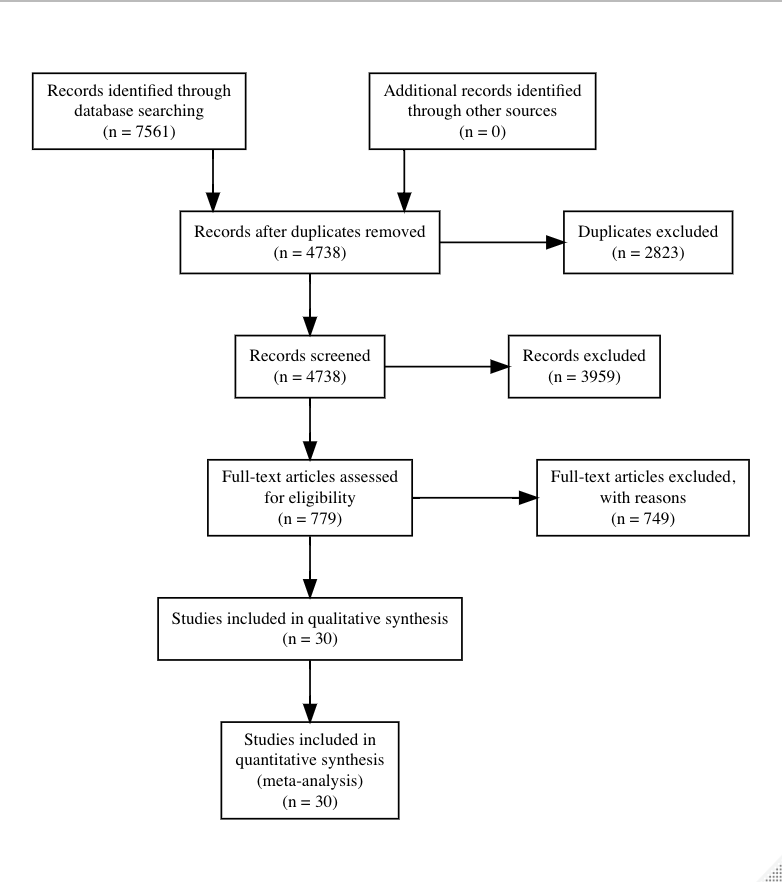 Records identified through
database searching
(n = 7561)
Additional records identified
through other sources
(n = 0)
Records after duplicates removed
(n = 4738)
Duplicates excluded
(n = 2823)
Records screened
(n = 4738)
Records excluded
(n = 3959)
Full-text articles assessed
for eligibility
(n = 779)
Full-text articles excluded,
with reasons
(n = 749)
Studies included in qualitative synthesis
(n = 30)
Studies included in
quantitative synthesis
(meta-analysis)
(n = 30)